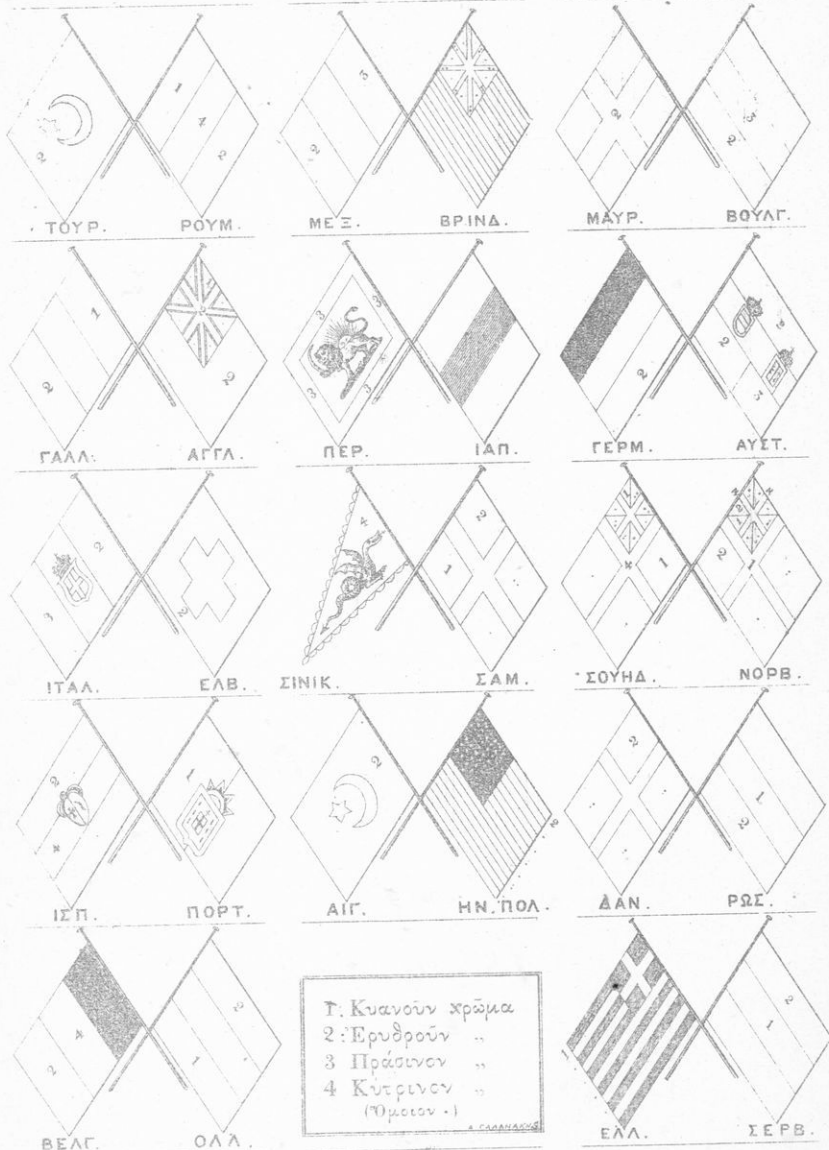 ΤΟΥΡ. ΡΟΥΜ. ΜΕΞ. ΒΡΙΝΔ. ΜΑΥΡ. ΒΟΥΛΓ.
ΓΑΛΛ. ΑΓΓΛ. ΠΕΡ. ΙΑΠ. ΓΕΡΜ. ΑΥΣΤ.
ΙΤΑΛ. ΕΛΒ. ΣΙΝΙΚ. ΣΑΜ. ΣΟΥΗΔ. ΝΟΡΒ.
ΙΣΠ. ΠΟΡΤ. ΑΙΓ. ΗΝ. ΠΟΛ. ΔΑΝ. ΡΩΣ.
ΒΕΛΓ. ΟΛΛ. ΕΛΛ. ΣΕΡΒ.
1. Κυανοῦν χρῶμα
2. Ἐρυθροῦν „
3 Πράσινον „
4 Κύτρινον „
(Ὅμοιον ·)